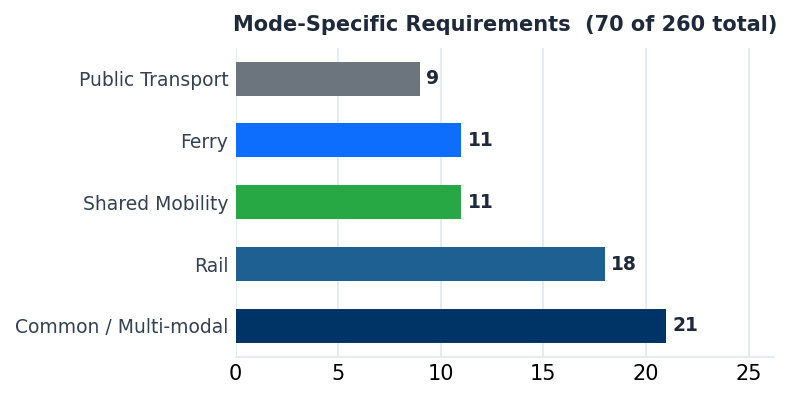 Mode-Specific Requirements  (70 of 260 total)
Public Transport 9
Ferry 11
Shared Mobility 11
Rail 18
Common / Multi-modal 21
0 5 10 15 20 25